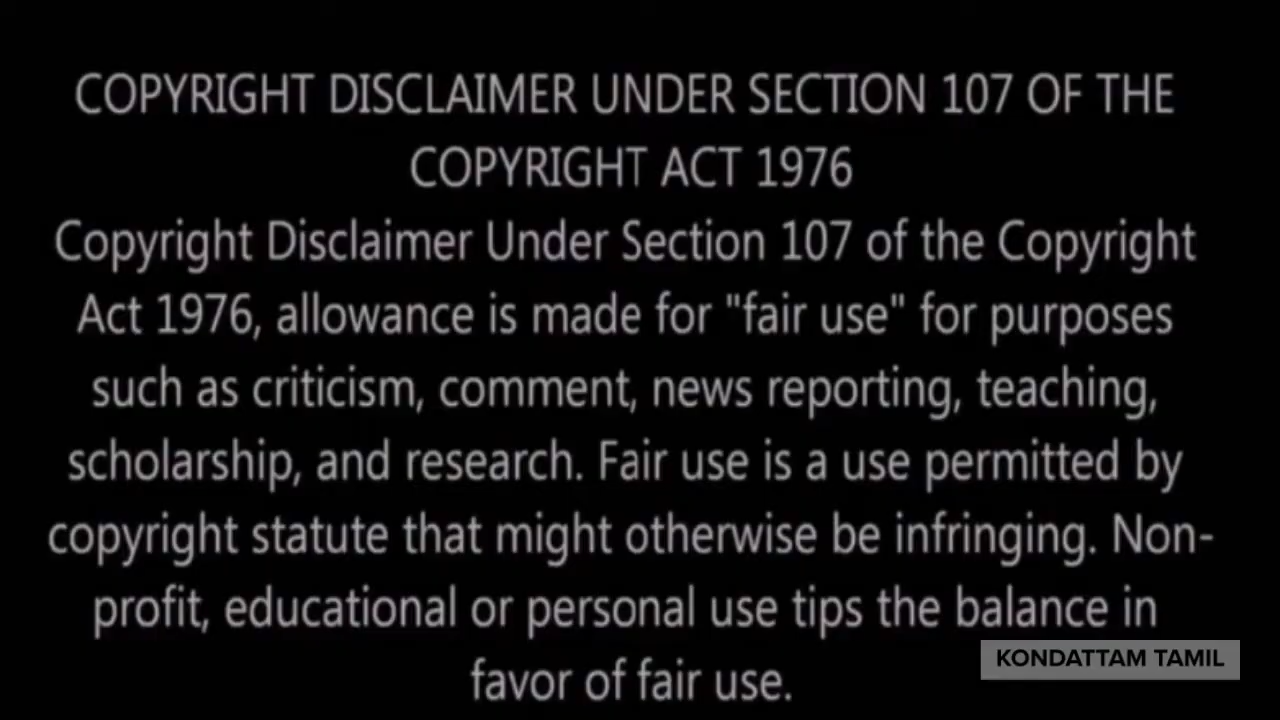 COPYRIGHT DISCLAIMER UNDER SECTION 107 OF THE
COPYRIGHT ACT 1976
Copyright Disclaimer Under Section 107 of the Copyright
Act 1976, allowance is made for "fair use" for purposes
such as criticism, comment, news reporting, teaching,
scholarship, and research. Fair use is a use permitted by
copyright statute that might otherwise be infringing. Non-
profit, educational or personal use tips the balance in
favor of fair use.
KONDATTAM TAMIL